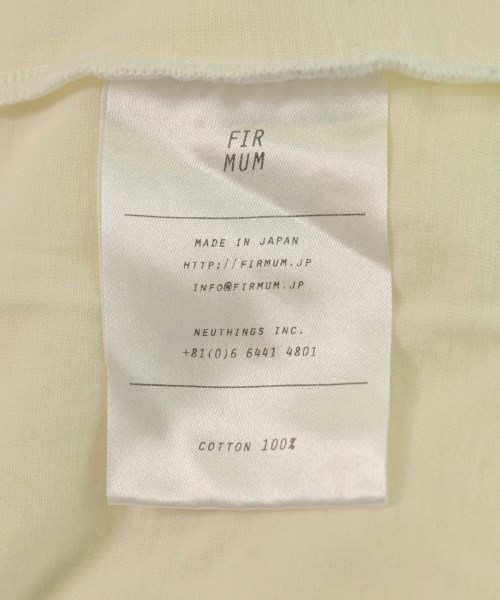 FIR
MUM
MADE IN JAPAN
HTTP://FIRMUM.JP
INFO@FIRMUM.JP
NEUTHINGS INC.
+81(0)6 6441 4801
COTTON 100%